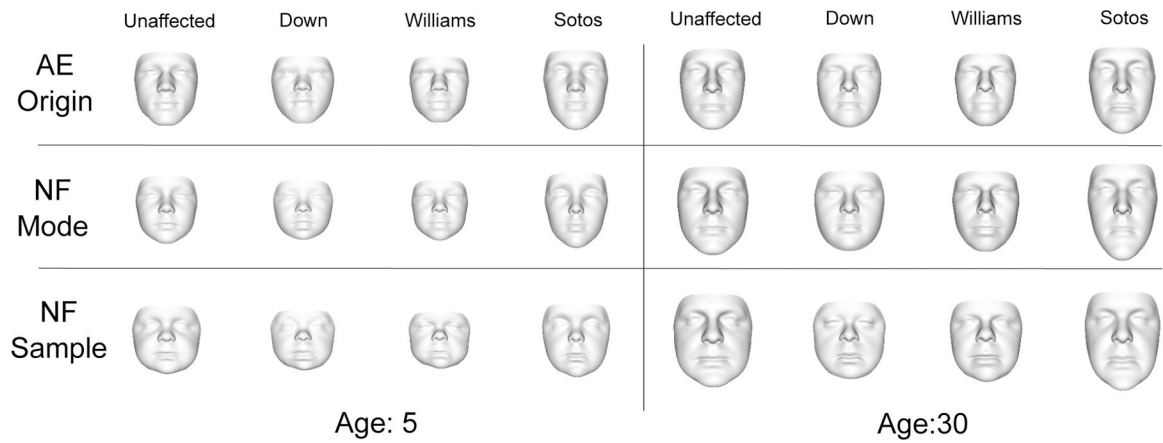 Unaffected Down Williams Sotos Unaffected Down Williams Sotos
AE
Origin
NF
Mode
NF
Sample
Age: 5 Age:30